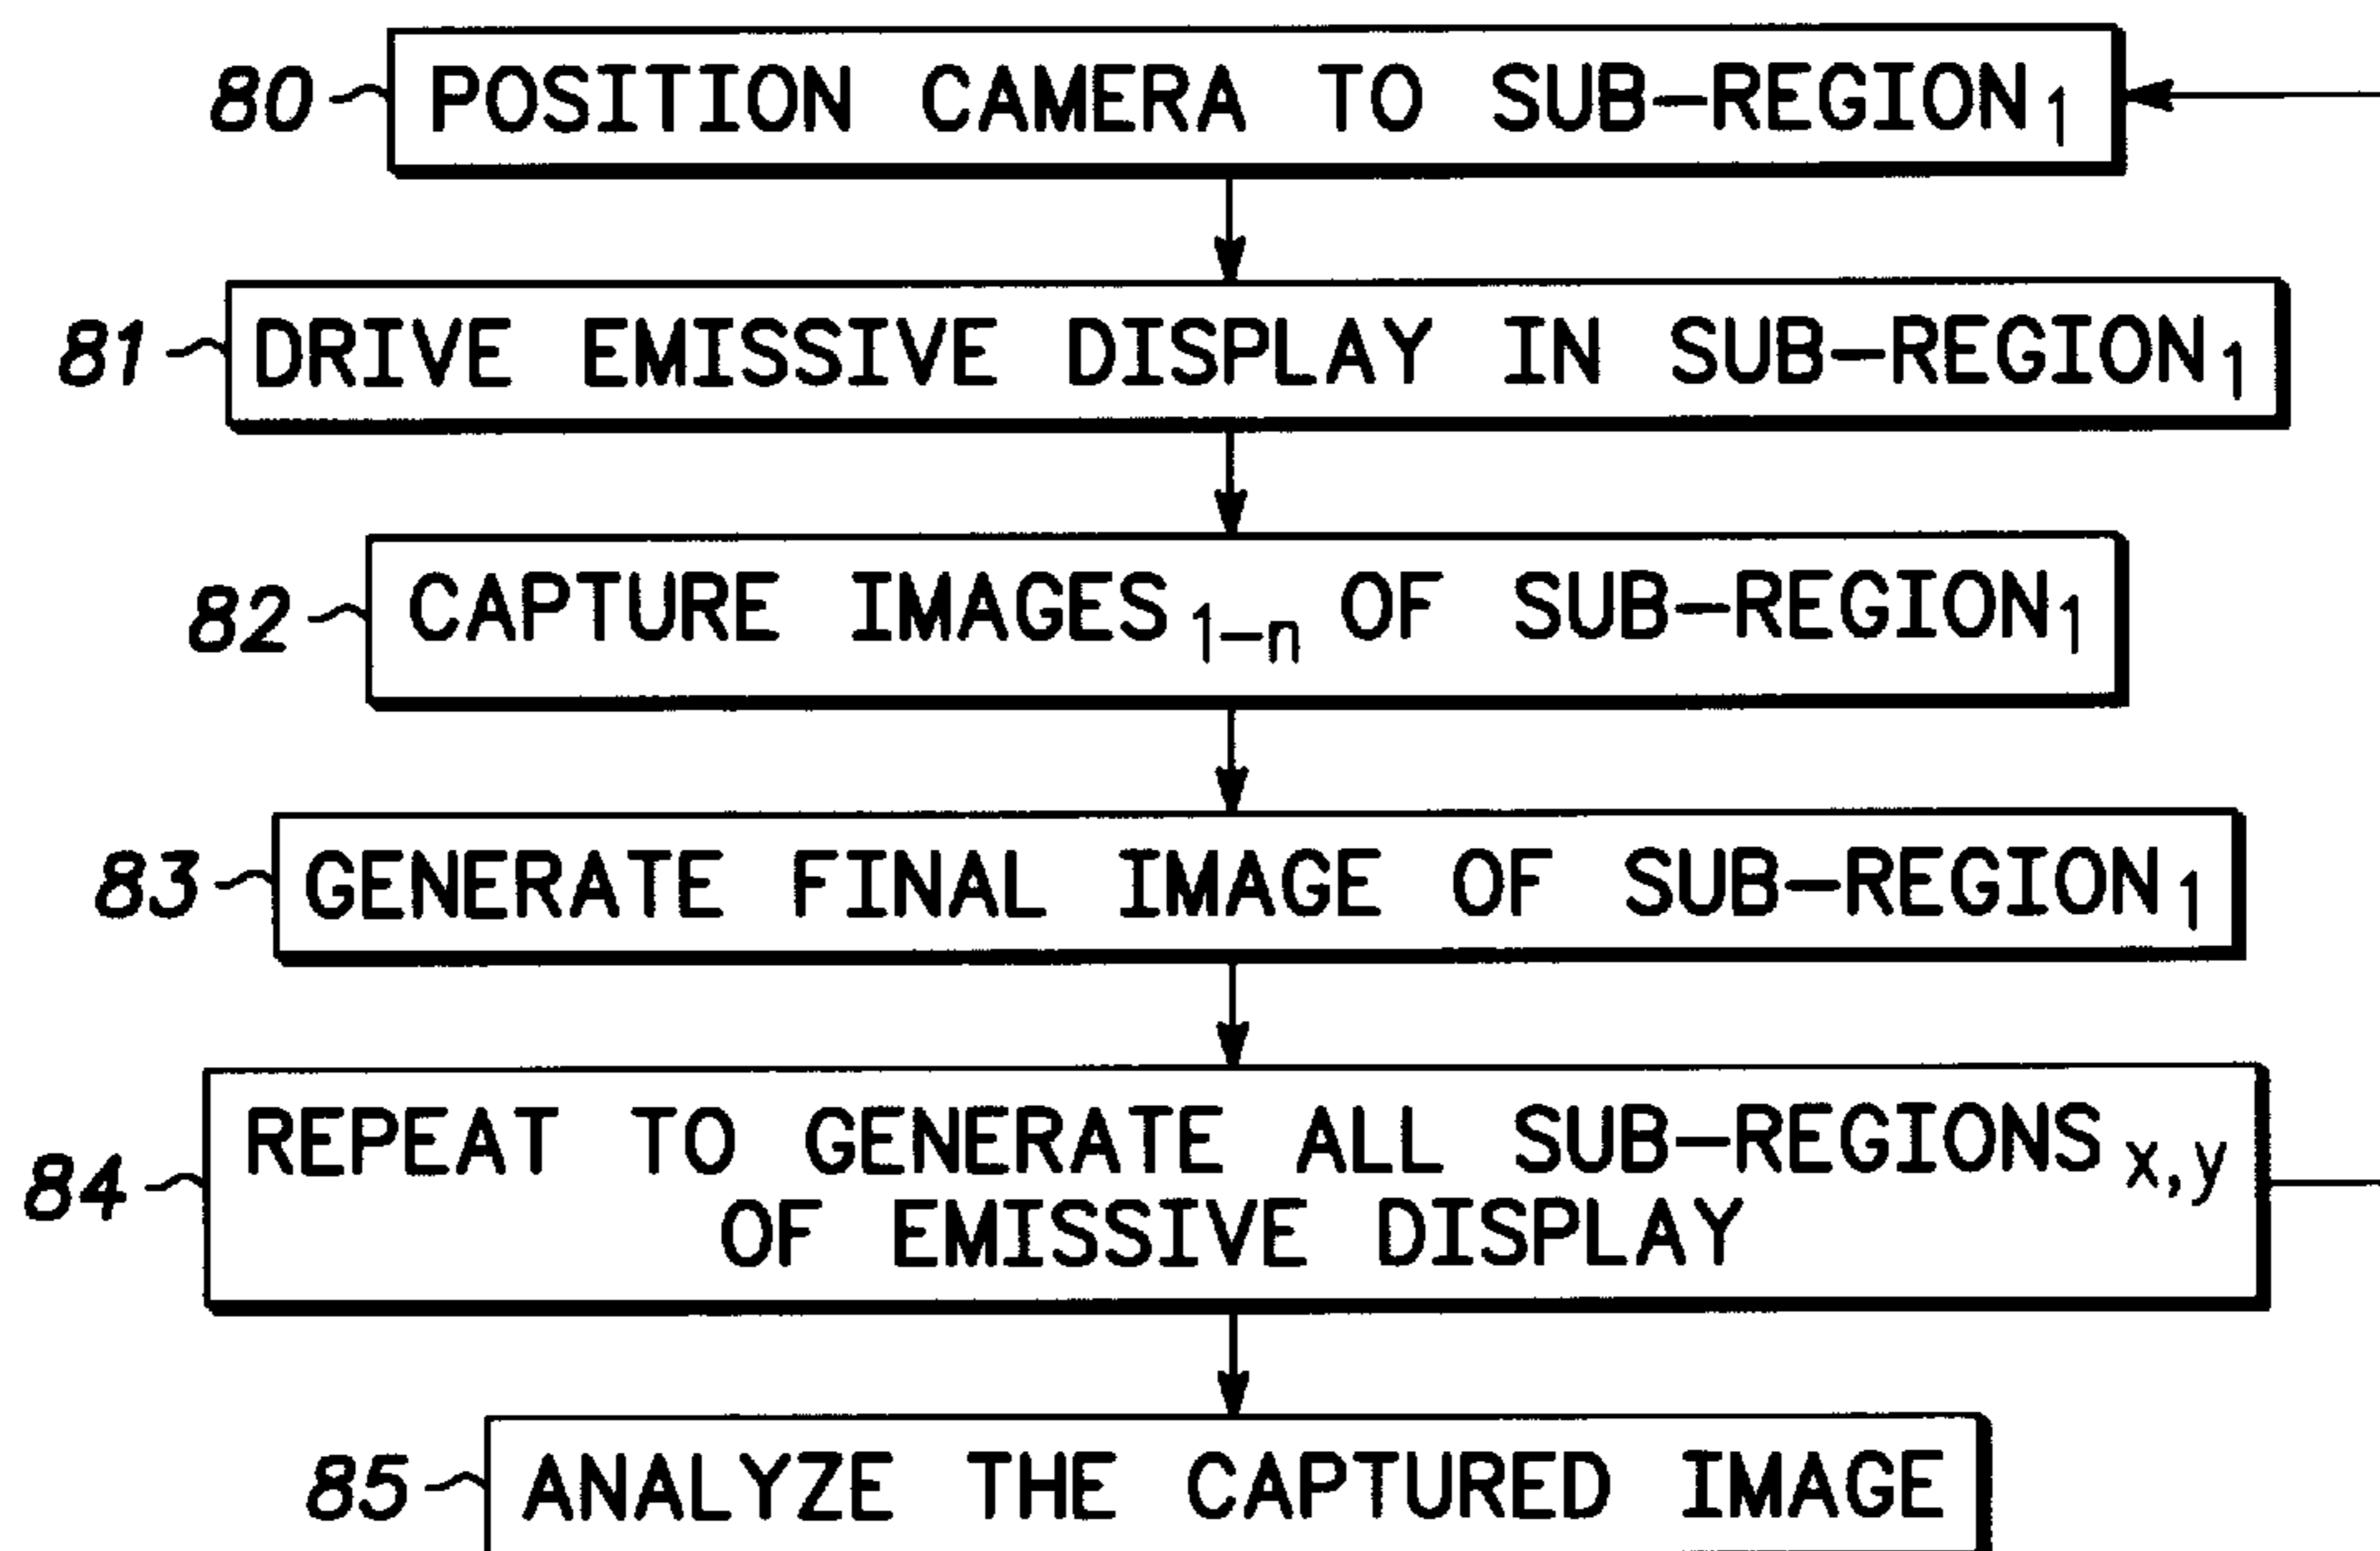 80 POSITION CAMERA TO SUB-REGION₁
81 DRIVE EMISSIVE DISPLAY IN SUB-REGION₁
82 CAPTURE IMAGES₁₋ₙ OF SUB-REGION₁
83 GENERATE FINAL IMAGE OF SUB-REGION₁
84 REPEAT TO GENERATE ALL SUB-REGIONS x,y
OF EMISSIVE DISPLAY
85 ANALYZE THE CAPTURED IMAGE